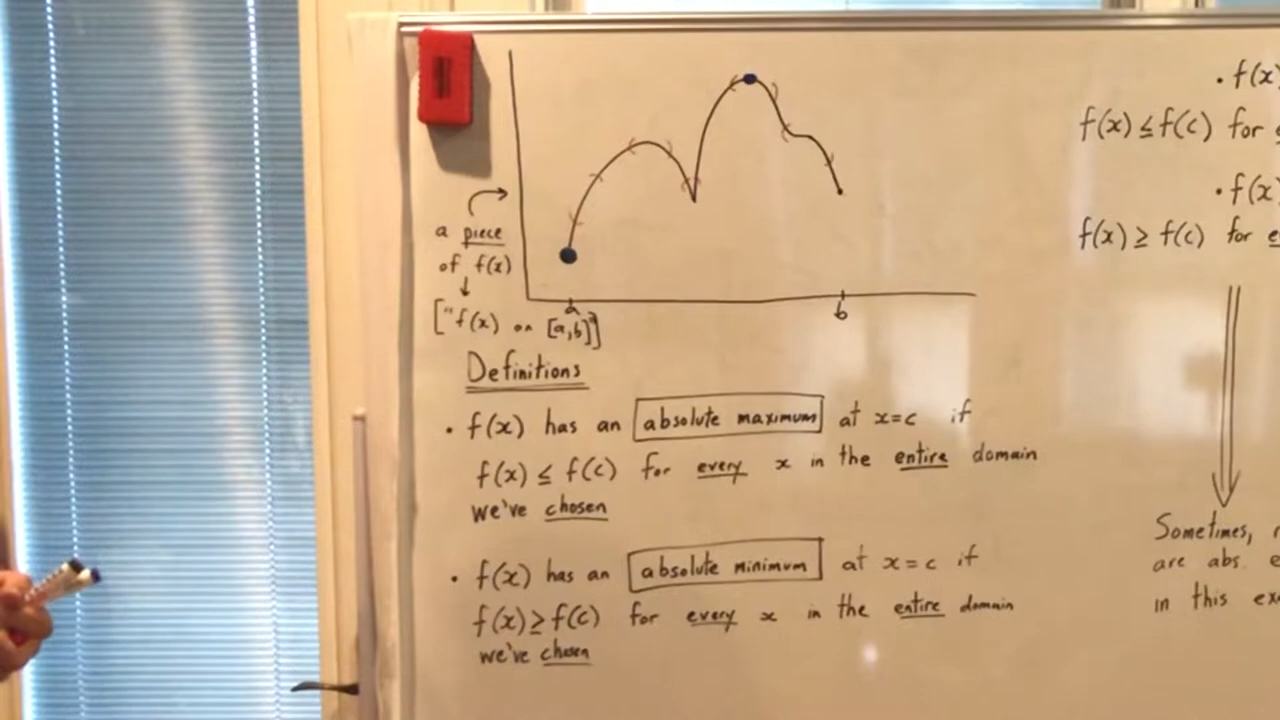 a piece
of f(x)
["f(x) on [a,b]"]
a
b
Definitions
• f(x) has an absolute maximum at x=c if
f(x) ≤ f(c) for every x in the entire domain
we've chosen
• f(x) has an absolute minimum at x=c if
f(x) ≥ f(c) for every x in the entire domain
we've chosen
• f(x)
f(x) ≤ f(c) for
• f(x)
f(x) ≥ f(c) for
Sometimes,
are abs.
in this